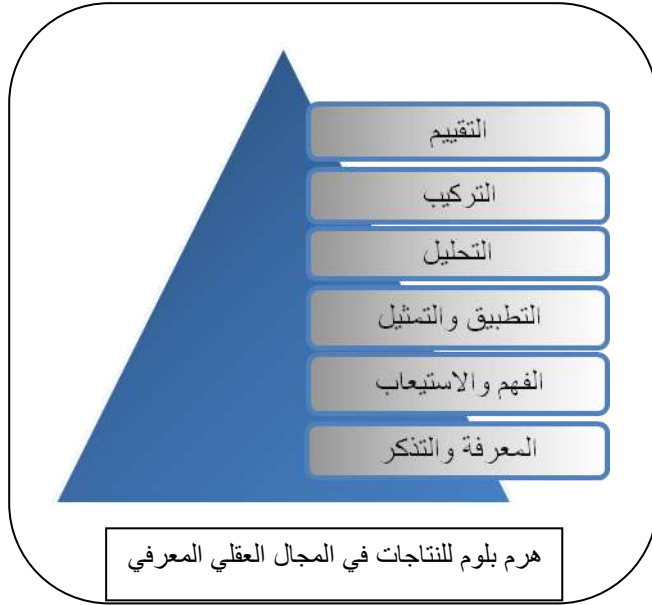 التقييم
التركيب
التحليل
التطبيق والتمثيل
الفهم والاستيعاب
المعرفة والتذكر
هرم بلوم للنتاجات في المجال العقلي المعرفي